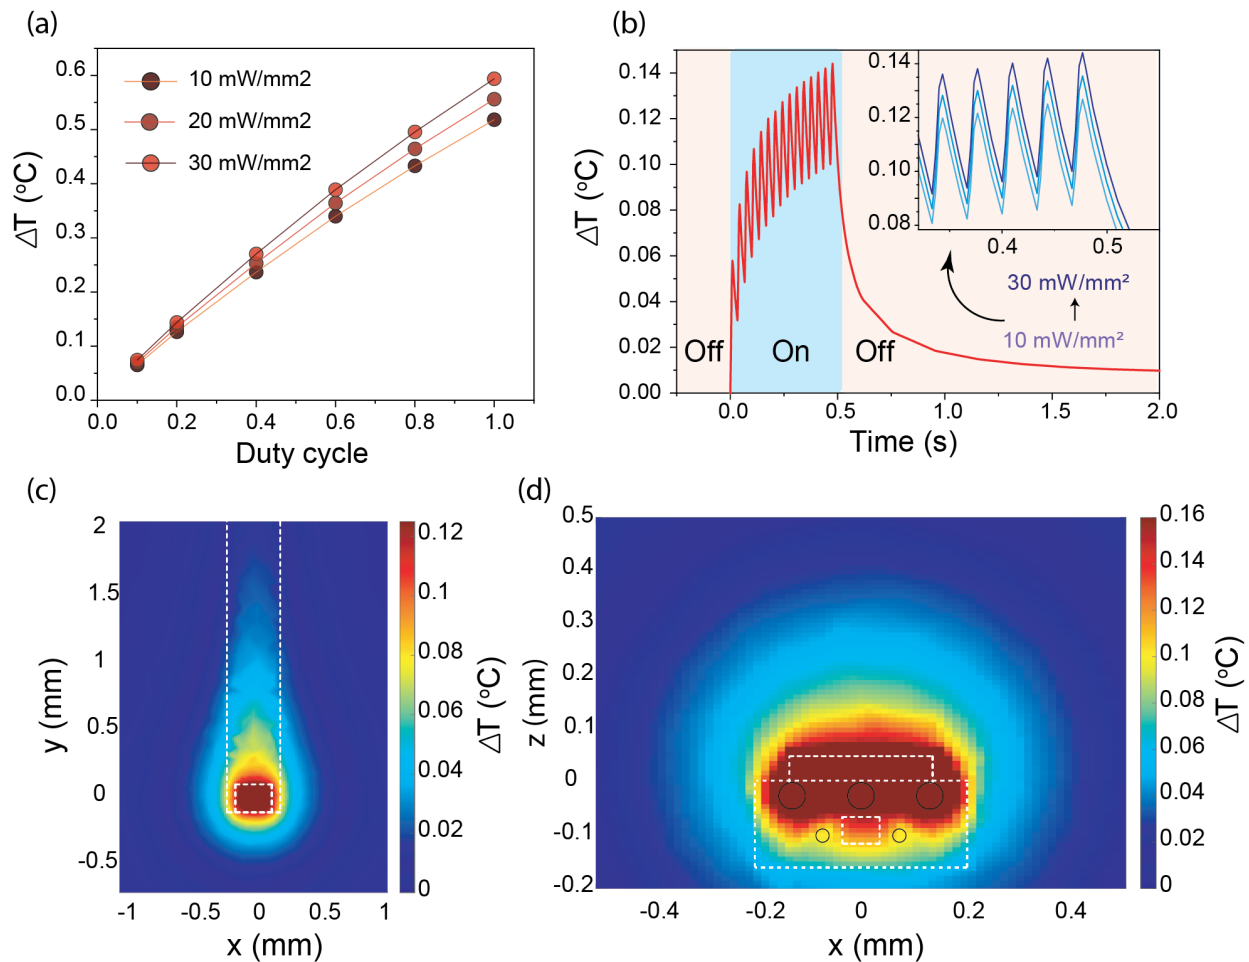 (a)
0.6
0.5
0.4
0.3
0.2
0.1
0.0
ΔT (°C)
10 mW/mm2
20 mW/mm2
30 mW/mm2
0.0 0.2 0.4 0.6 0.8 1.0
Duty cycle
(b)
0.14
0.12
0.10
0.08
0.06
0.04
0.02
0.00
ΔT (°C)
Off
On
Off
0.0 0.5 1.0 1.5 2.0
Time (s)
0.14
0.12
0.10
0.08
0.4 0.5
30 mW/mm²
10 mW/mm²
(c)
2
1.5
1
0.5
0
-0.5
y (mm)
-1 -0.5 0 0.5 1
x (mm)
0.12
0.1
0.08
0.06
0.04
0.02
0
ΔT (°C)
(d)
0.5
0.4
0.3
0.2
0.1
0
-0.1
-0.2
z (mm)
-0.4 -0.2 0 0.2 0.4
x (mm)
0.16
0.14
0.12
0.10
0.08
0.06
0.04
0.02
0
ΔT (°C)